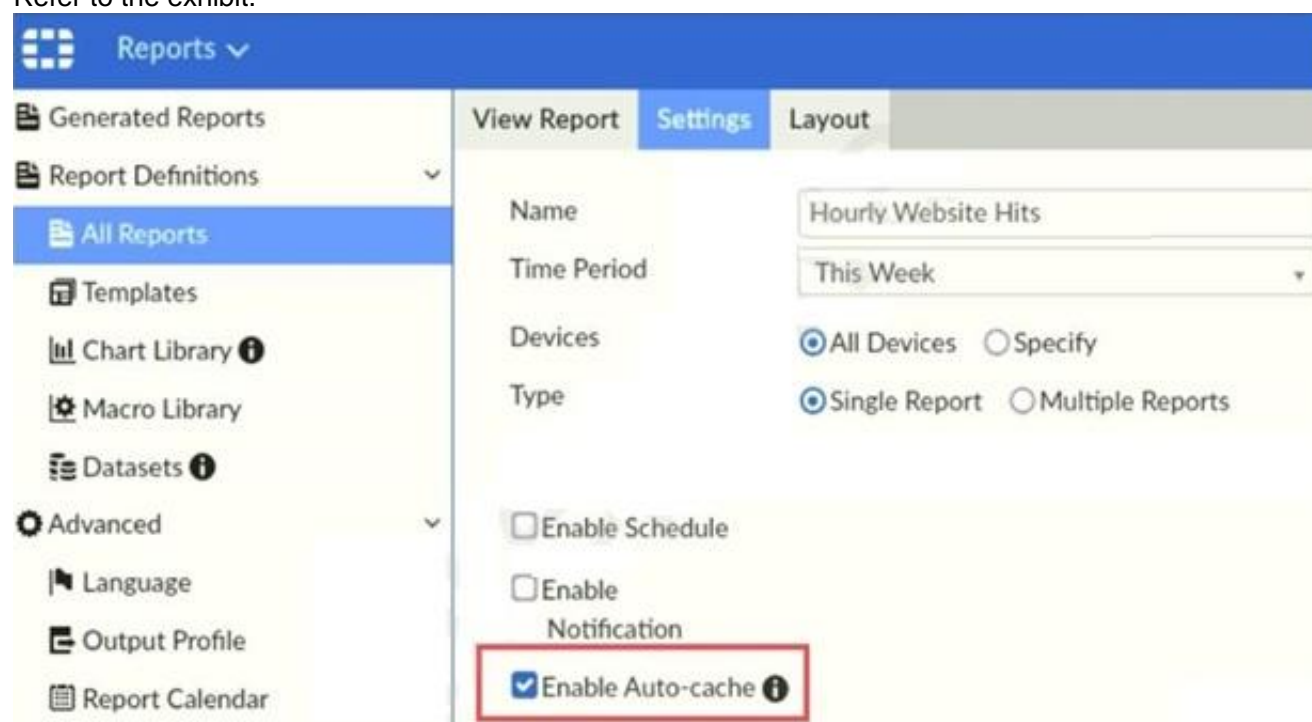 Refer to the exhibit.
Reports
Generated Reports
Report Definitions
All Reports
Templates
Chart Library
Macro Library
Datasets
Advanced
Language
Output Profile
Report Calendar
View Report Settings Layout
Name Hourly Website Hits
Time Period This Week
Devices All Devices Specify
Type Single Report Multiple Reports
Enable Schedule
Enable
Notification
Enable Auto-cache